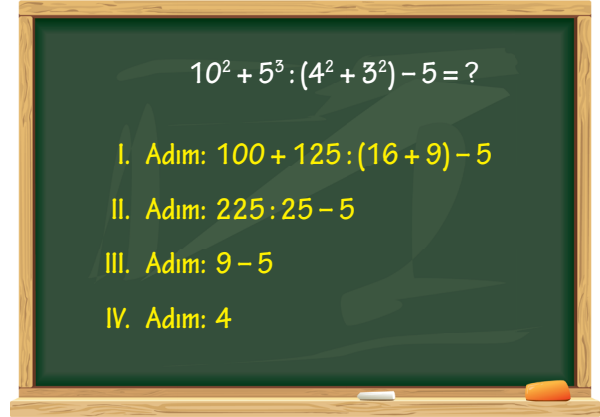 10² + 5³ : (4² + 3²) – 5 = ?
I. Adım: 100 + 125 : (16 + 9) – 5
II. Adım: 225 : 25 – 5
III. Adım: 9 – 5
IV. Adım: 4